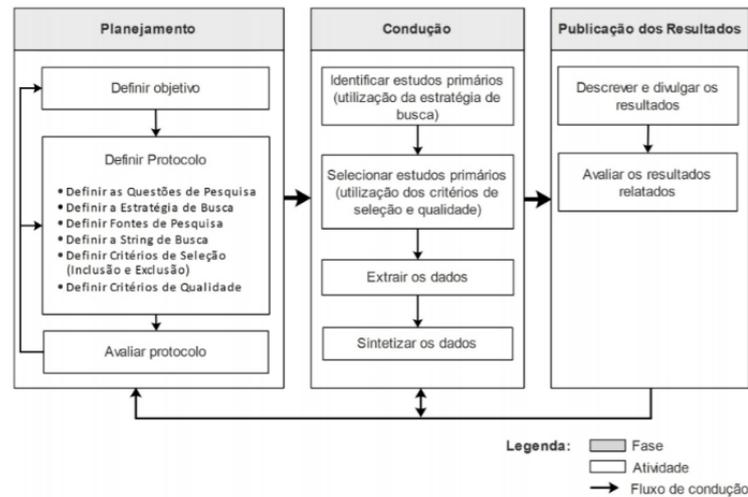 Planejamento
Definir objetivo
Definir Protocolo
• Definir as Questões de Pesquisa
• Definir a Estratégia de Busca
• Definir Fontes de Pesquisa
• Definir a String de Busca
• Definir Critérios de Seleção
(Inclusão e Exclusão)
• Definir Critérios de Qualidade
Avaliar protocolo
Condução
Identificar estudos primários
(utilização da estratégia de
busca)
Selecionar estudos primários
(utilização dos critérios de
seleção e qualidade)
Extrair os dados
Sintetizar os dados
Publicação dos Resultados
Descrever e divulgar os
resultados
Avaliar os resultados
relatados
Legenda:
Fase
Atividade
Fluxo de condução